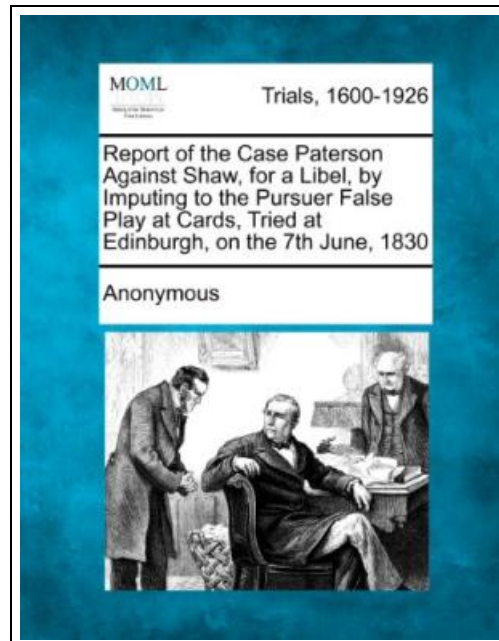 MOML
Trials, 1600-1926
Report of the Case Paterson
Against Shaw, for a Libel, by
Imputing to the Pursuer False
Play at Cards, Tried at
Edinburgh, on the 7th June, 1830
Anonymous